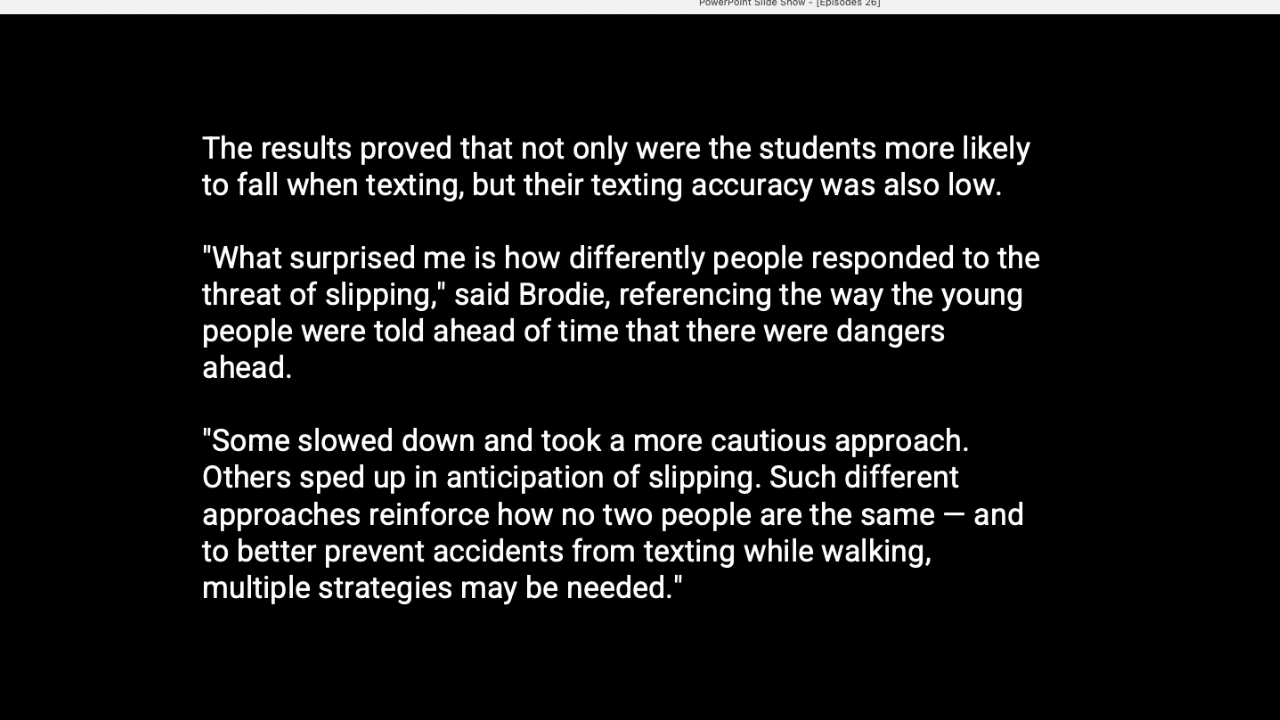 PowerPoint Slide Show - [Episodes 26]
The results proved that not only were the students more likely
to fall when texting, but their texting accuracy was also low.
"What surprised me is how differently people responded to the
threat of slipping," said Brodie, referencing the way the young
people were told ahead of time that there were dangers
ahead.
"Some slowed down and took a more cautious approach.
Others sped up in anticipation of slipping. Such different
approaches reinforce how no two people are the same — and
to better prevent accidents from texting while walking,
multiple strategies may be needed."